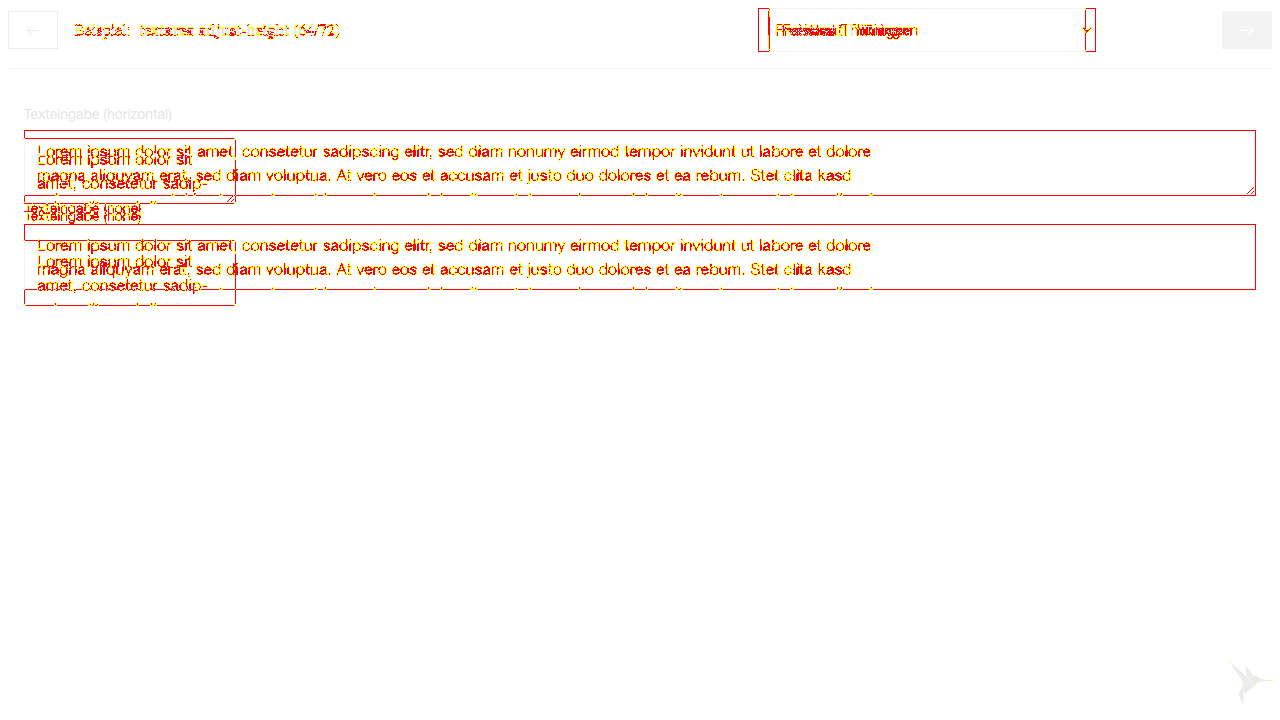 Beispiel: textarea adjust-height (64/72)
Texteingabe (horizontal)
Lorem ipsum dolor sit amet, consetetur sadipscing elitr, sed diam nonumy eirmod tempor invidunt ut labore et dolore
Lorem ipsum dolor sit
magna aliquyam erat, sed diam voluptua. At vero eos et accusam et justo duo dolores et ea rebum. Stet clita kasd
amet, consetetur sadip-
Texteingabe (none)
Texteingabe (none)
Lorem ipsum dolor sit amet, consetetur sadipscing elitr, sed diam nonumy eirmod tempor invidunt ut labore et dolore
Lorem ipsum dolor sit
magna aliquyam erat, sed diam voluptua. At vero eos et accusam et justo duo dolores et ea rebum. Stet clita kasd
amet, consetetur sadip-